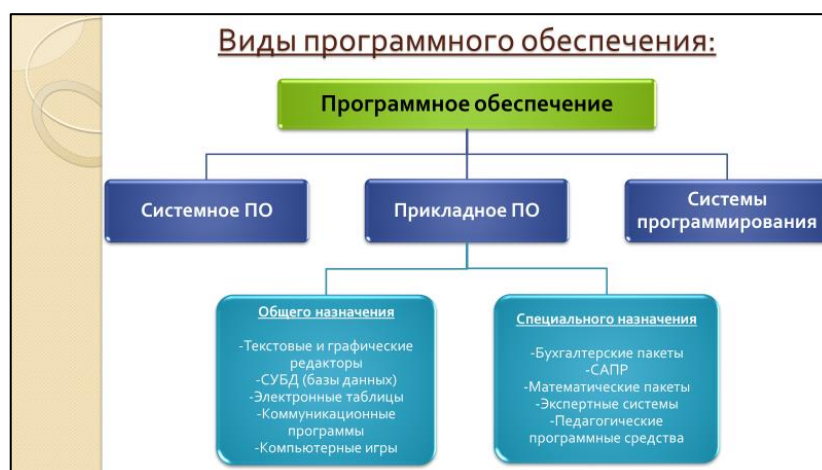 Виды программного обеспечения:
Программное обеспечение
Системное ПО
Прикладное ПО
Системы
программирования
Общего назначения
-Текстовые и графические
редакторы
-СУБД (базы данных)
-Электронные таблицы
-Коммуникационные
программы
-Компьютерные игры
Специального назначения
-Бухгалтерские пакеты
-САПР
-Математические пакеты
-Экспертные системы
-Педагогические
программные средства